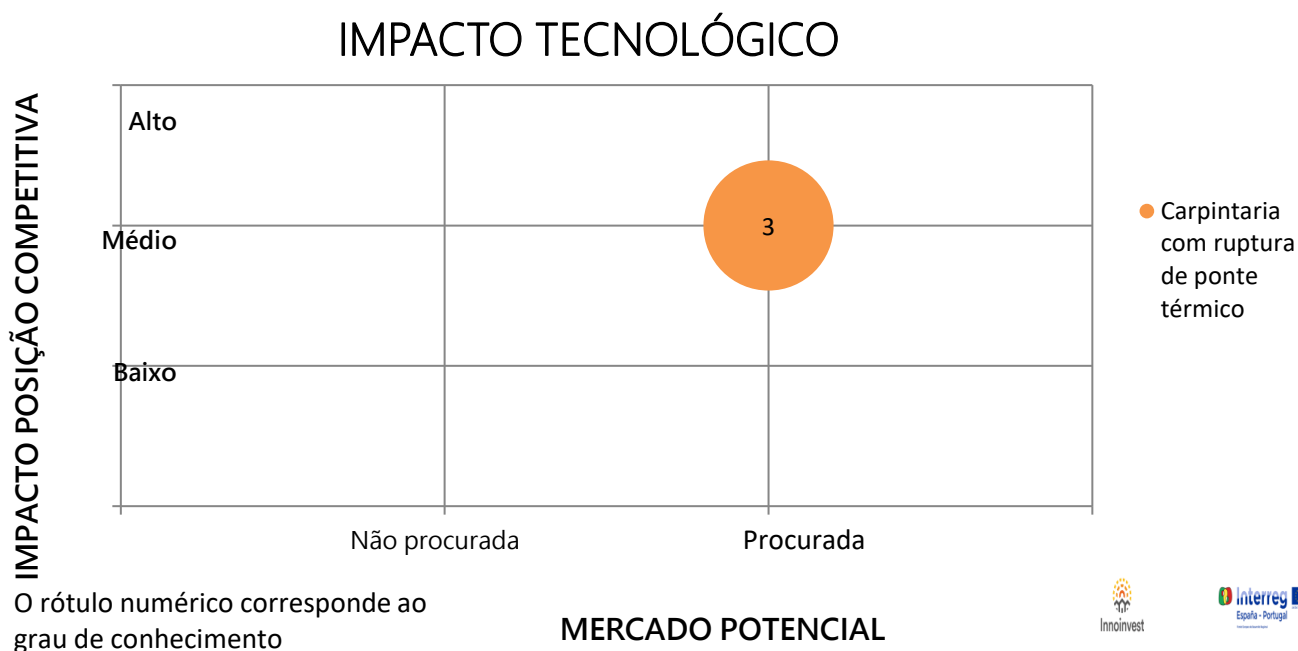 IMPACTO TECNOLÓGICO
IMPACTO POSIÇÃO COMPETITIVA
Alto
Médio
Baixo
3
Carpintaria
com ruptura
de ponte
térmico
Não procurada
Procurada
O rótulo numérico corresponde ao
grau de conhecimento
MERCADO POTENCIAL
Innoinvest
Interreg
España - Portugal